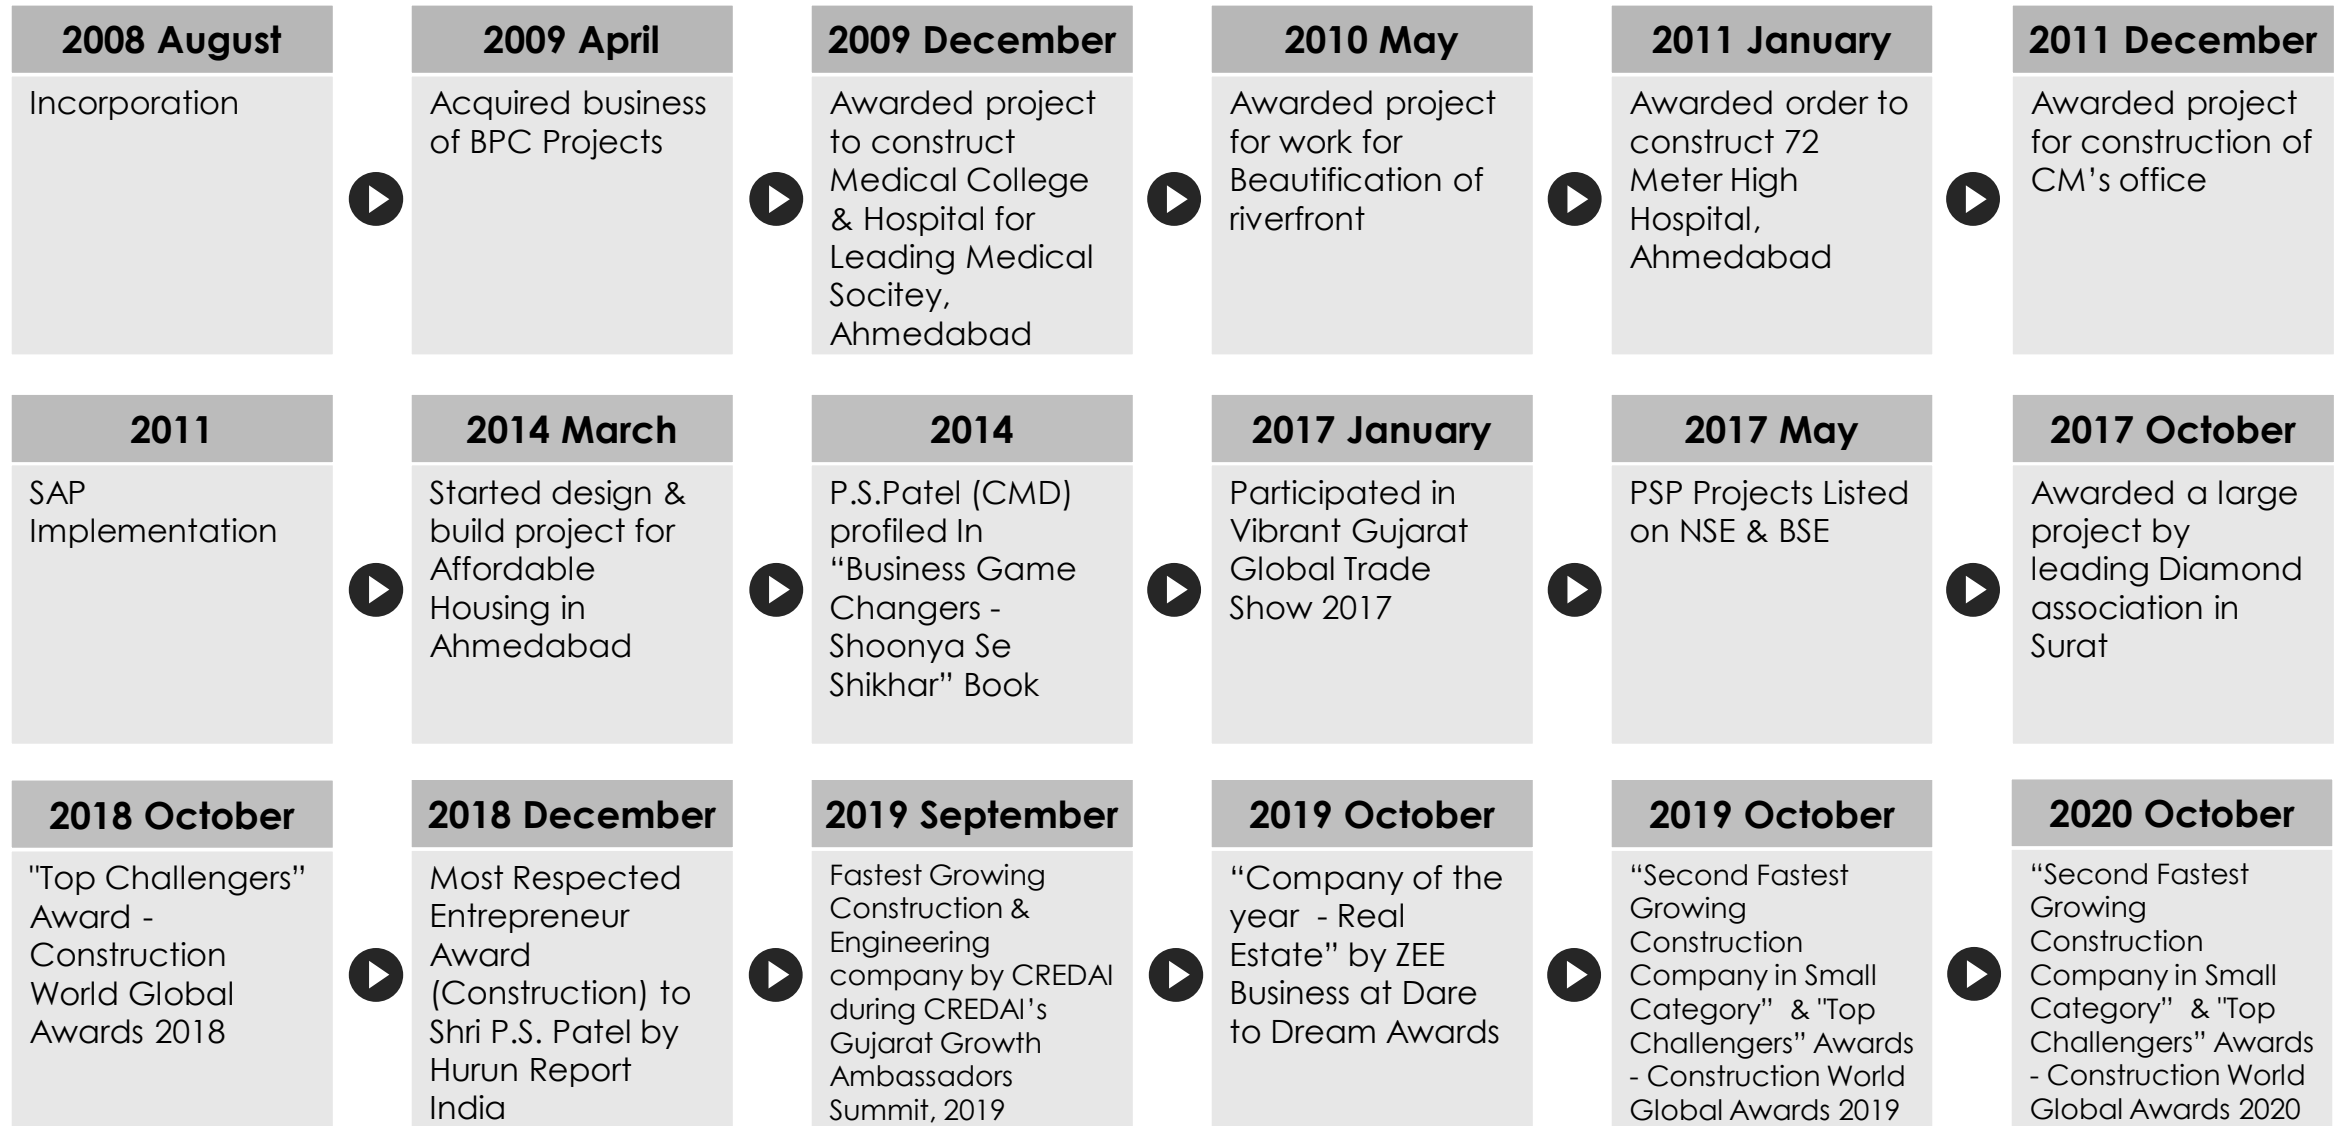 2008 August
Incorporation
2009 April
Acquired business
of BPC Projects
2009 December
Awarded project
to construct
Medical College
& Hospital for
Leading Medical
Socitey,
Ahmedabad
2010 May
Awarded project
for work for
Beautification of
riverfront
2011 January
Awarded order to
construct 72
Meter High
Hospital,
Ahmedabad
2011 December
Awarded project
for construction of
CM’s office
2011
SAP
Implementation
2014 March
Started design &
build project for
Affordable
Housing in
Ahmedabad
2014
P.S.Patel (CMD)
profiled In
“Business Game
Changers -
Shoonya Se
Shikhar” Book
2017 January
Participated in
Vibrant Gujarat
Global Trade
Show 2017
2017 May
PSP Projects Listed
on NSE & BSE
2017 October
Awarded a large
project by
leading Diamond
association in
Surat
2018 October
"Top Challengers”
Award -
Construction
World Global
Awards 2018
2018 December
Most Respected
Entrepreneur
Award
(Construction) to
Shri P.S. Patel by
Hurun Report
India
2019 September
Fastest Growing
Construction &
Engineering
company by CREDAI
during CREDAI’s
Gujarat Growth
Ambassadors
Summit, 2019
2019 October
“Company of the
year - Real
Estate” by ZEE
Business at Dare
to Dream Awards
2019 October
“Second Fastest
Growing
Construction
Company in Small
Category” & "Top
Challengers” Awards
- Construction World
Global Awards 2019
2020 October
“Second Fastest
Growing
Construction
Company in Small
Category” & "Top
Challengers” Awards
- Construction World
Global Awards 2020